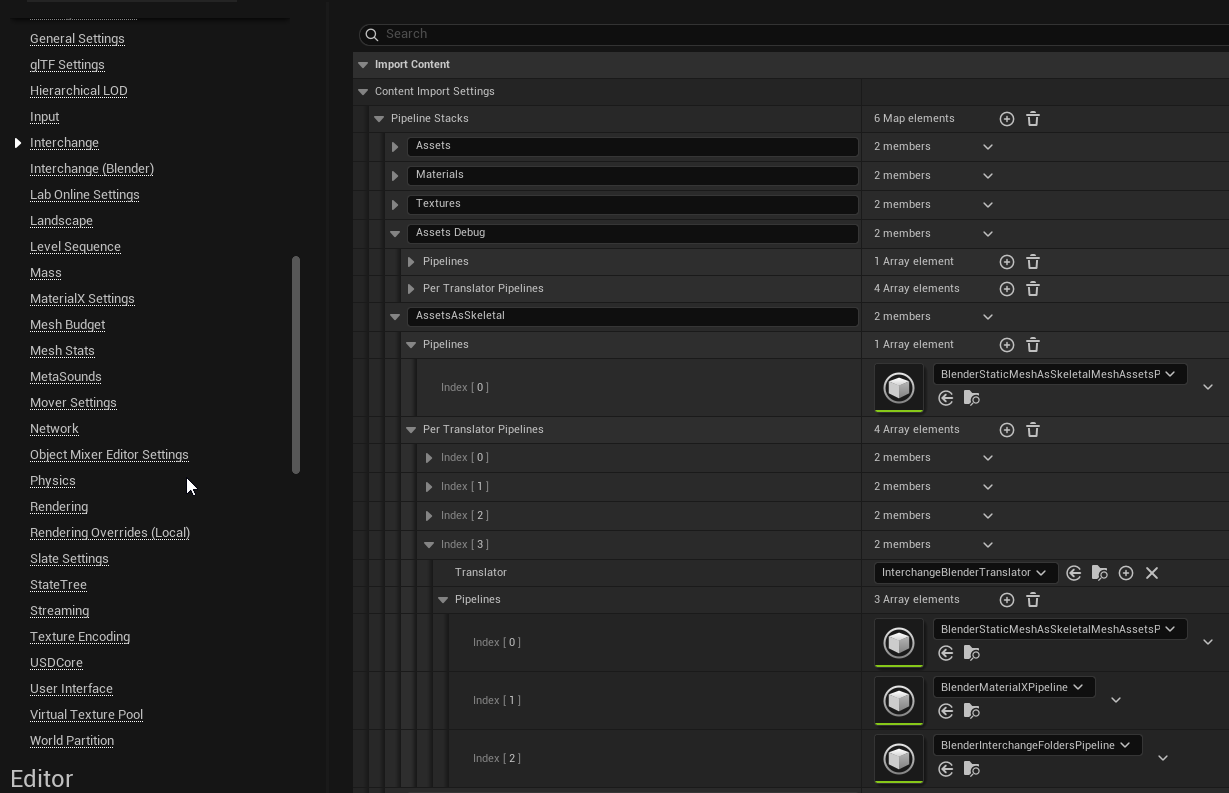 General Settings
glTF Settings
Hierarchical LOD
Input
Interchange
Interchange (Blender)
Lab Online Settings
Landscape
Level Sequence
Mass
MaterialX Settings
Mesh Budget
Mesh Stats
MetaSounds
Mover Settings
Network
Object Mixer Editor Settings
Physics
Rendering
Rendering Overrides (Local)
Slate Settings
StateTree
Streaming
Texture Encoding
USDCore
User Interface
Virtual Texture Pool
World Partition
Editor
Search
Import Content
Content Import Settings
Pipeline Stacks 6 Map elements
Assets 2 members
Materials 2 members
Textures 2 members
Assets Debug 2 members
Pipelines 1 Array element
Per Translator Pipelines 4 Array elements
AssetsAsSkeletal 2 members
Pipelines 1 Array element
Index [ 0 ] BlenderStaticMeshAsSkeletalMeshAssetsP
Per Translator Pipelines 4 Array elements
Index [ 0 ] 2 members
Index [ 1 ] 2 members
Index [ 2 ] 2 members
Index [ 3 ] 2 members
Translator InterchangeBlenderTranslator
Pipelines 3 Array elements
Index [ 0 ] BlenderStaticMeshAsSkeletalMeshAssetsP
Index [ 1 ] BlenderMaterialXPipeline
Index [ 2 ] BlenderInterchangeFoldersPipeline